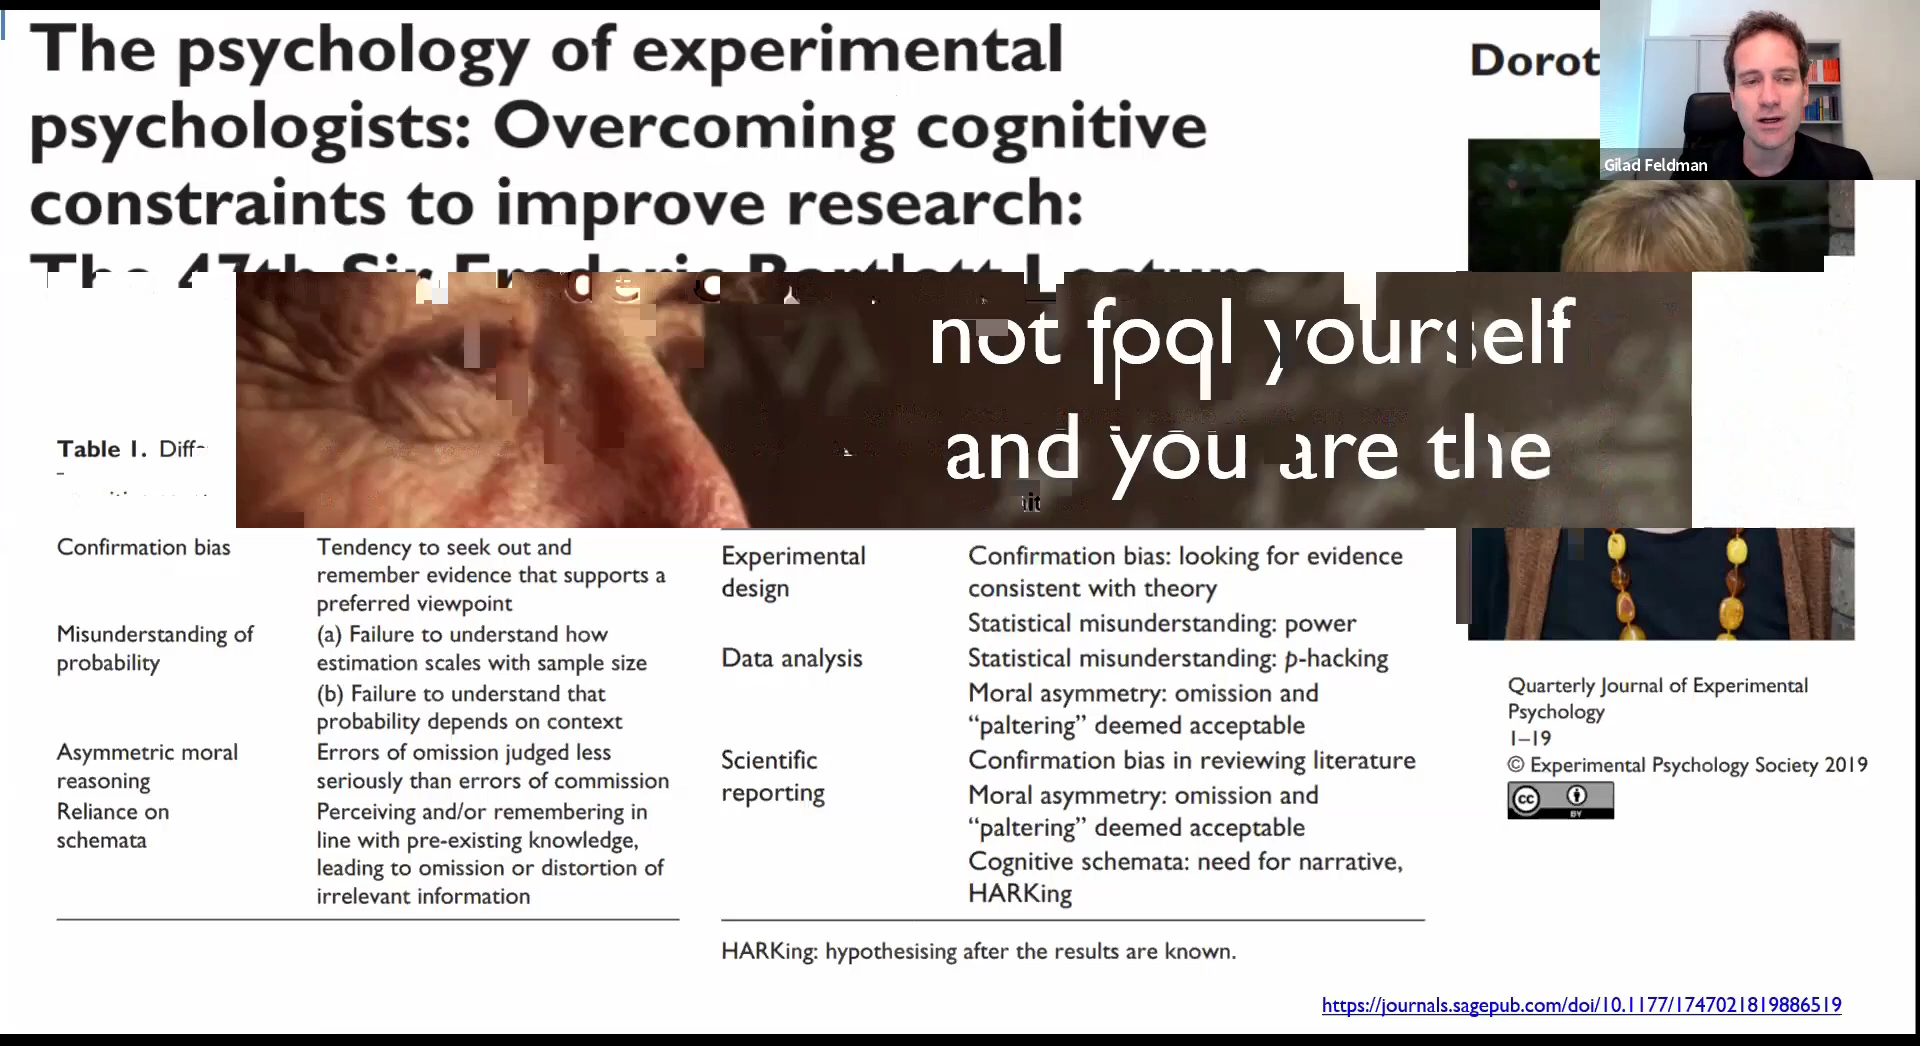 The psychology of experimental
psychologists: Overcoming cognitive
constraints to improve research:
The 47th Sir Frederic Bartlett Lecture
Gilad Feldman
not fool yourself
and you are the
Table 1.
Confirmation bias
Tendency to seek out and
remember evidence that supports a
preferred viewpoint
Misunderstanding of
probability
(a) Failure to understand how
estimation scales with sample size
(b) Failure to understand that
probability depends on context
Asymmetric moral
reasoning
Errors of omission judged less
seriously than errors of commission
Reliance on
schemata
Perceiving and/or remembering in
line with pre-existing knowledge,
leading to omission or distortion of
irrelevant information
Experimental
design
Confirmation bias: looking for evidence
consistent with theory
Statistical misunderstanding: power
Data analysis
Statistical misunderstanding: p-hacking
Moral asymmetry: omission and
“paltering” deemed acceptable
Scientific
reporting
Confirmation bias in reviewing literature
Moral asymmetry: omission and
“paltering” deemed acceptable
Cognitive schemata: need for narrative,
HARKing
HARKing: hypothesising after the results are known.
Quarterly Journal of Experimental
Psychology
1–19
© Experimental Psychology Society 2019
cc
BY
https://journals.sagepub.com/doi/10.1177/1747021819886519